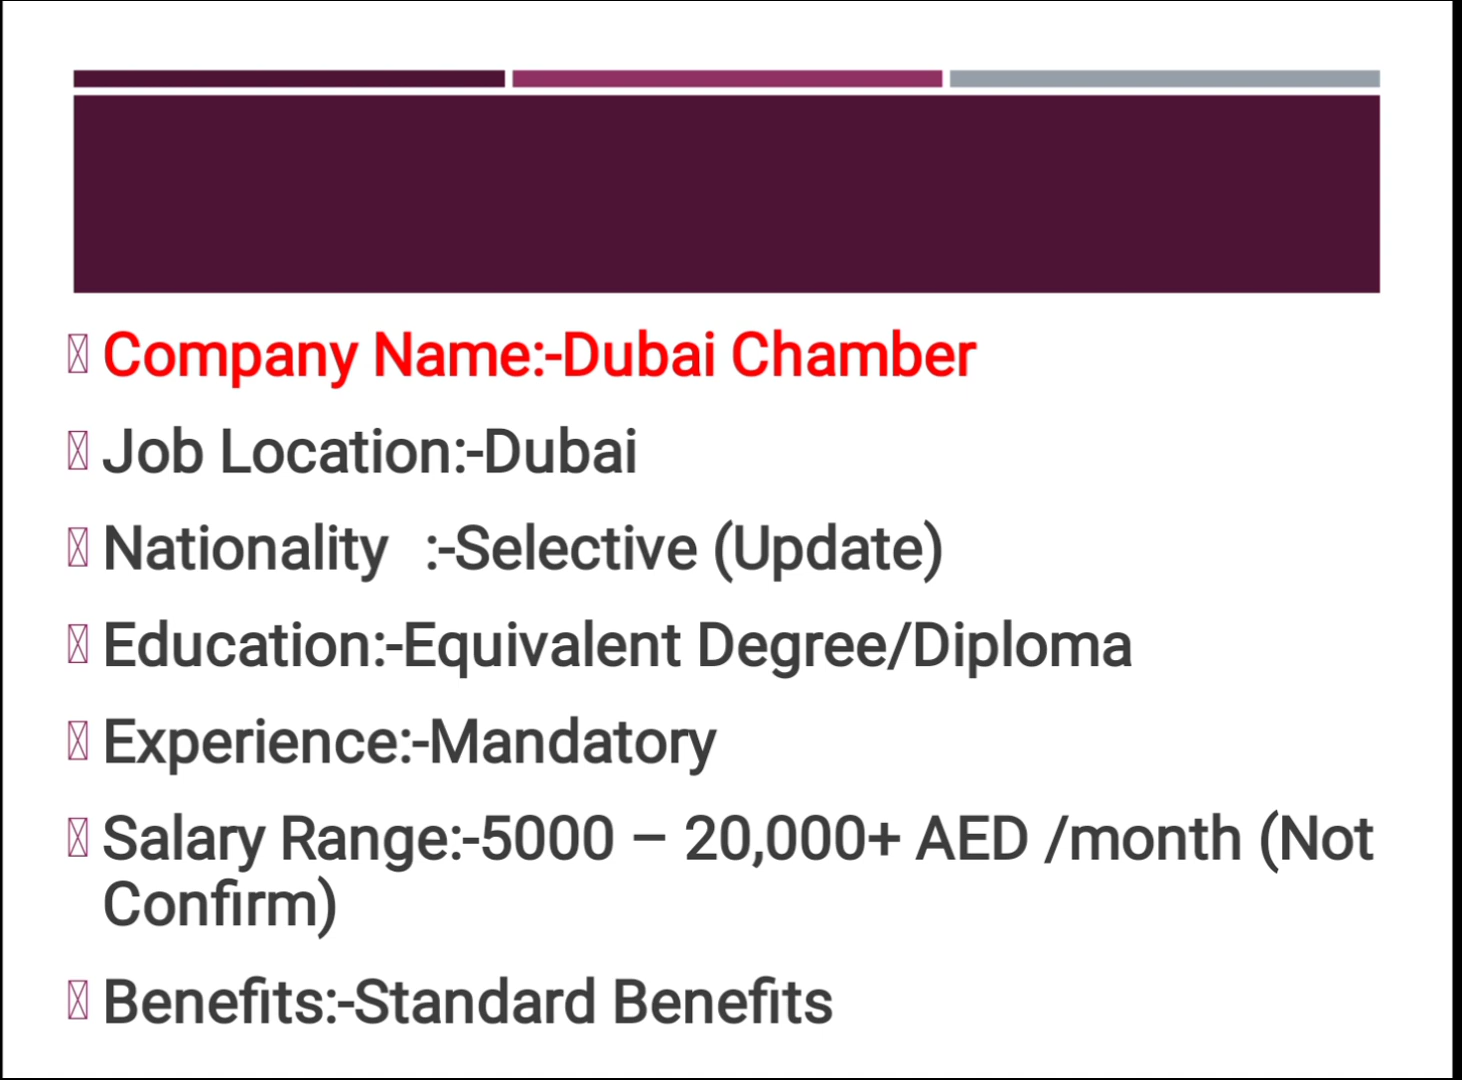 Company Name:-Dubai Chamber
Job Location:-Dubai
Nationality  :-Selective (Update)
Education:-Equivalent Degree/Diploma
Experience:-Mandatory
Salary Range:-5000 – 20,000+ AED /month (Not
Confirm)
Benefits:-Standard Benefits